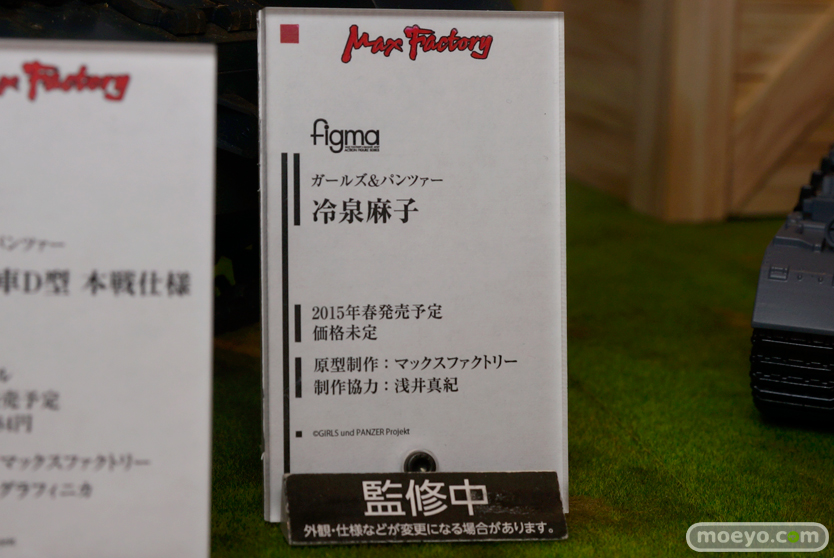 Max Factory
figma
ガールズ&パンツァー
冷泉麻子
2015年春発売予定
価格未定
原型制作：マックスファクトリー
制作協力：浅井真紀
©GIRLS und PANZER Projekt
監修中
外観・仕様などが変更になる場合があります。
Factory
パンツァー
車D型 本戦仕様
ル
売予定
4円
マックスファクトリー
グラフィニカ
moeyo.com